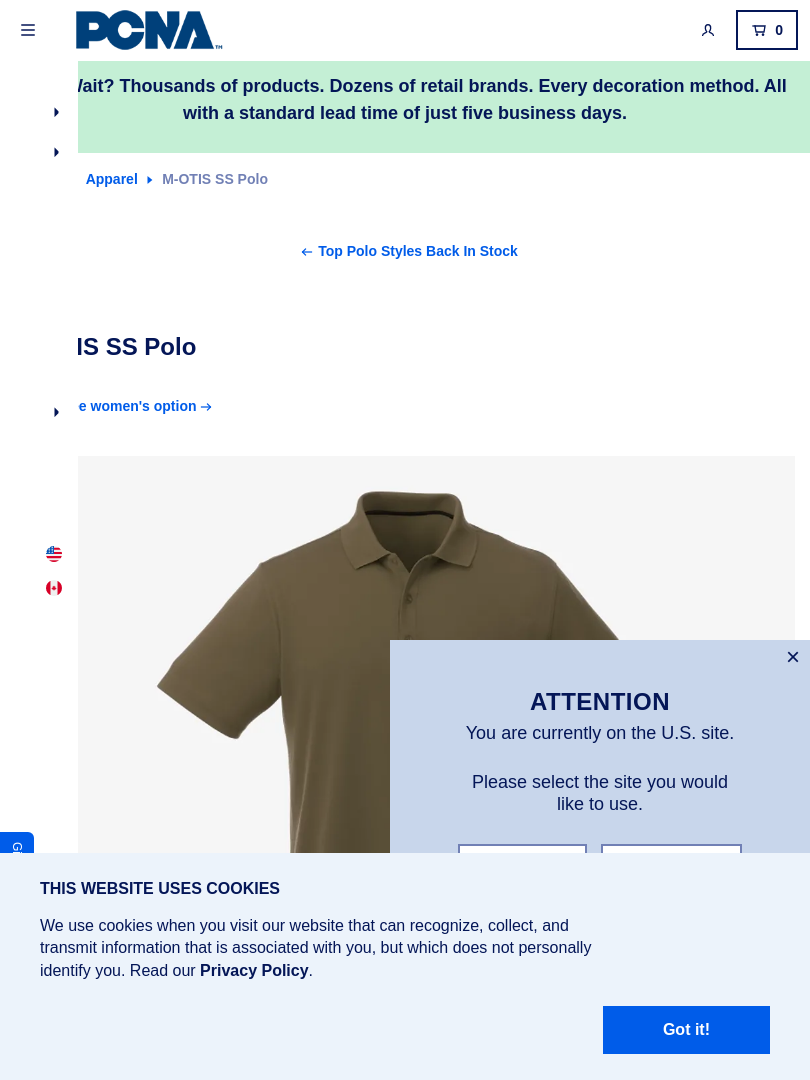 PCNA™
0
Wait? Thousands of products. Dozens of retail brands. Every decoration method. All
with a standard lead time of just five business days.
Apparel M-OTIS SS Polo
← Top Polo Styles Back In Stock
IS SS Polo
e women's option →
ATTENTION
You are currently on the U.S. site.
Please select the site you would
like to use.
THIS WEBSITE USES COOKIES
We use cookies when you visit our website that can recognize, collect, and
transmit information that is associated with you, but which does not personally
identify you. Read our Privacy Policy.
Got it!